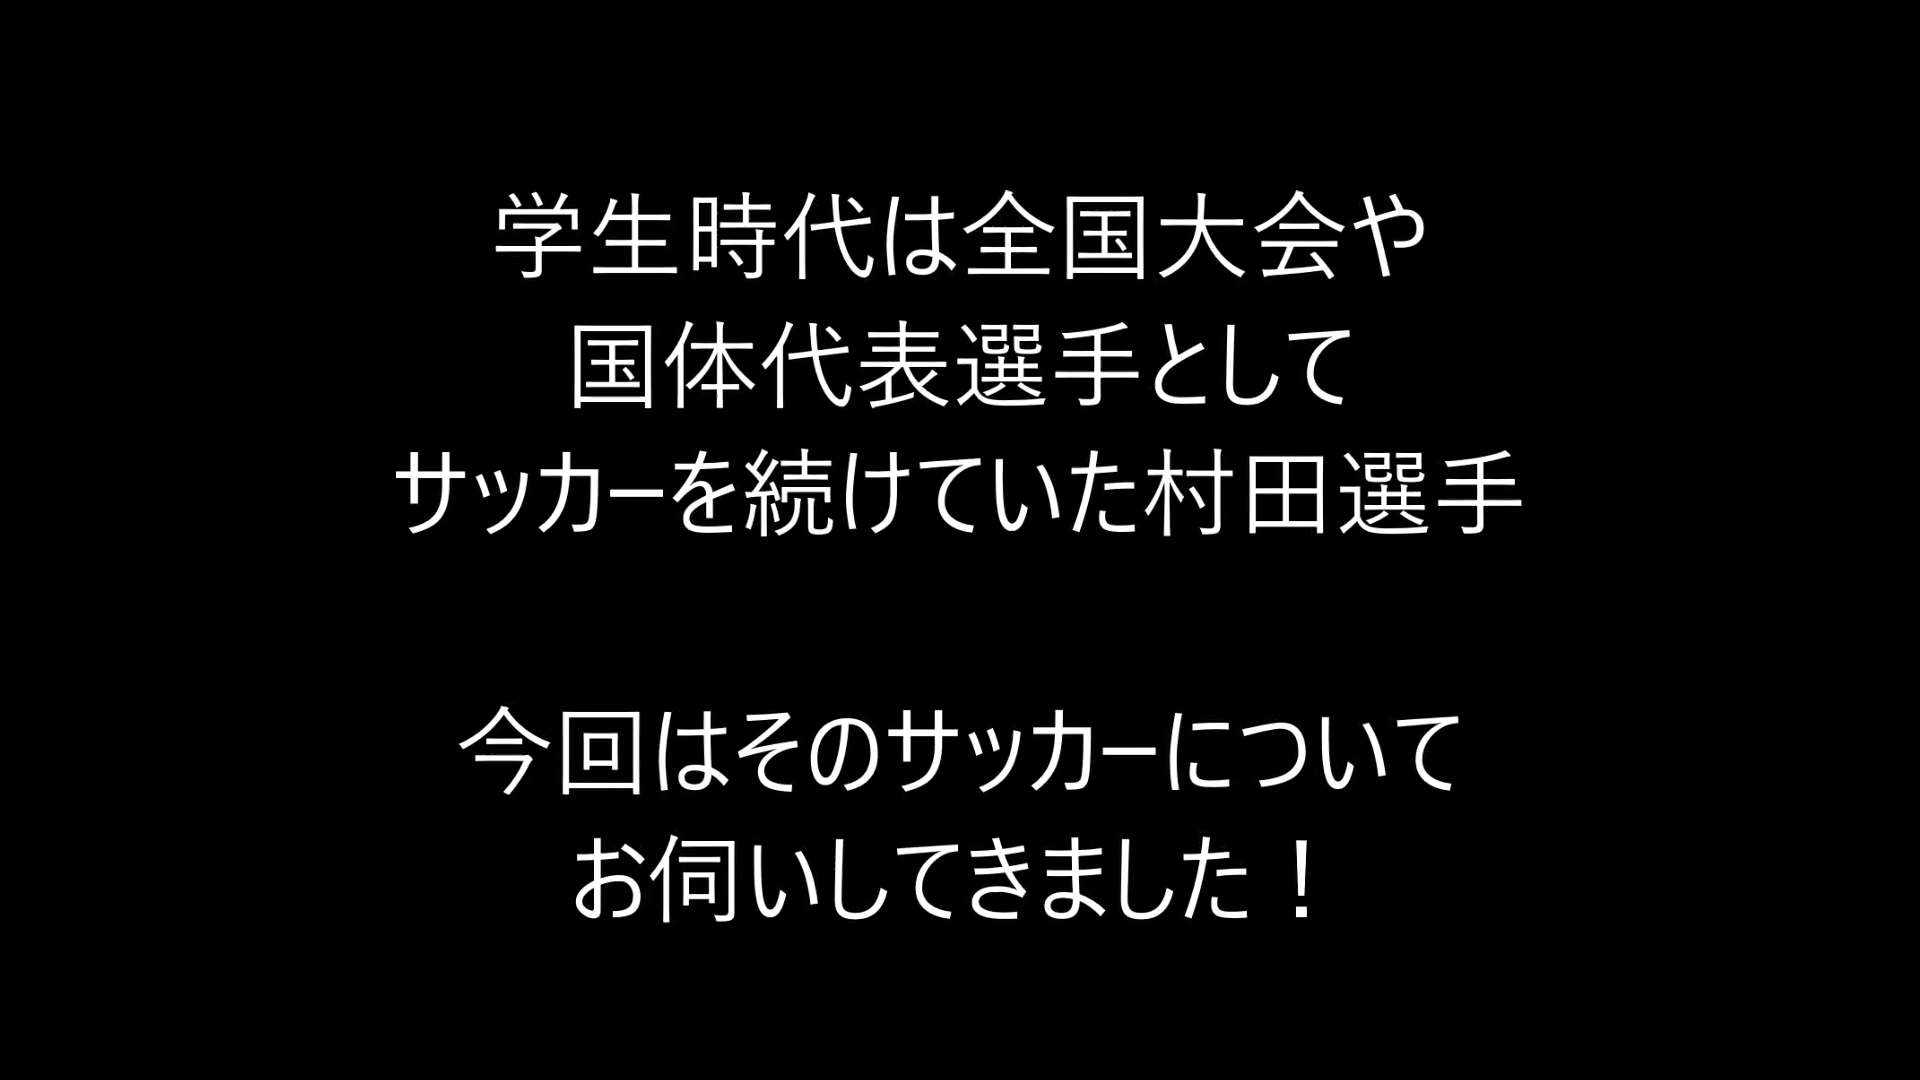 学生時代は全国大会や
国体代表選手として
サッカーを続けていた村田選手
今回はそのサッカーについて
お伺いしてきました！